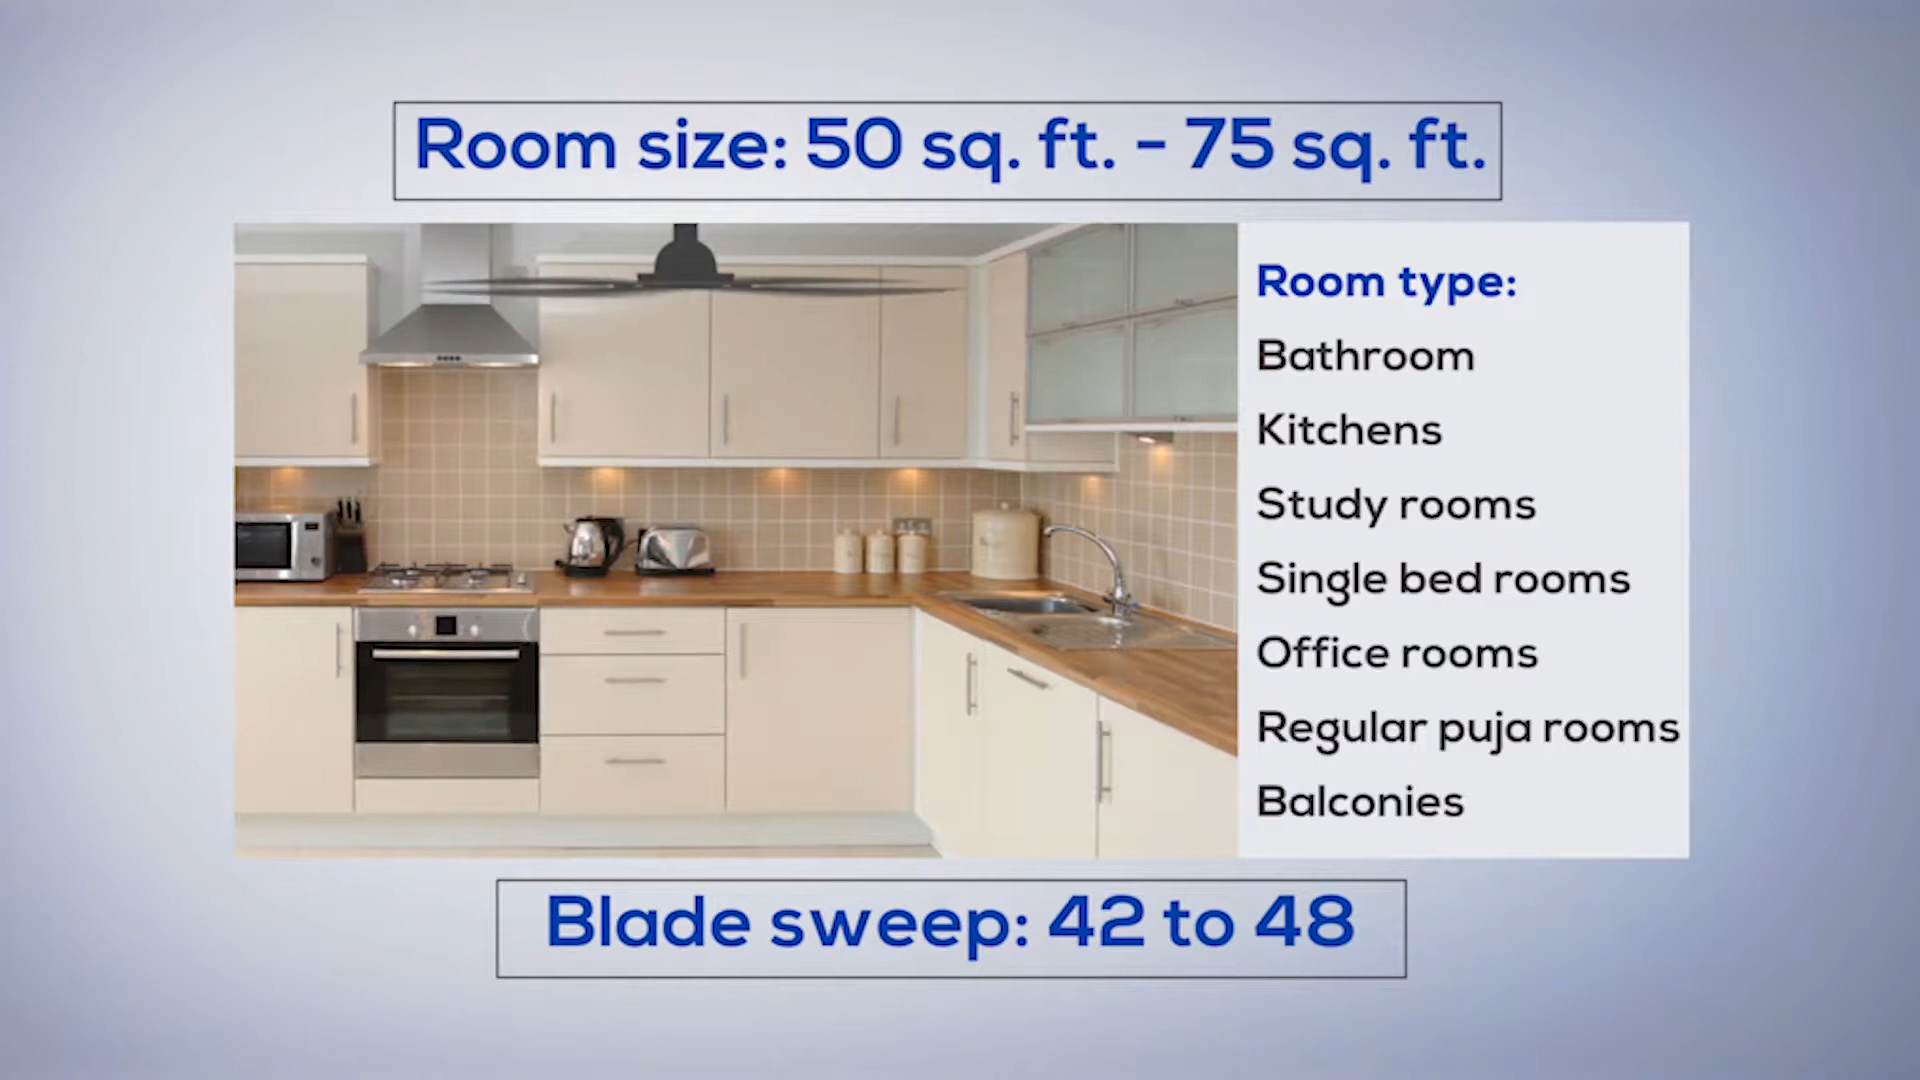 Room size: 50 sq. ft. - 75 sq. ft.
Room type:
Bathroom
Kitchens
Study rooms
Single bed rooms
Office rooms
Regular puja rooms
Balconies
Blade sweep: 42 to 48